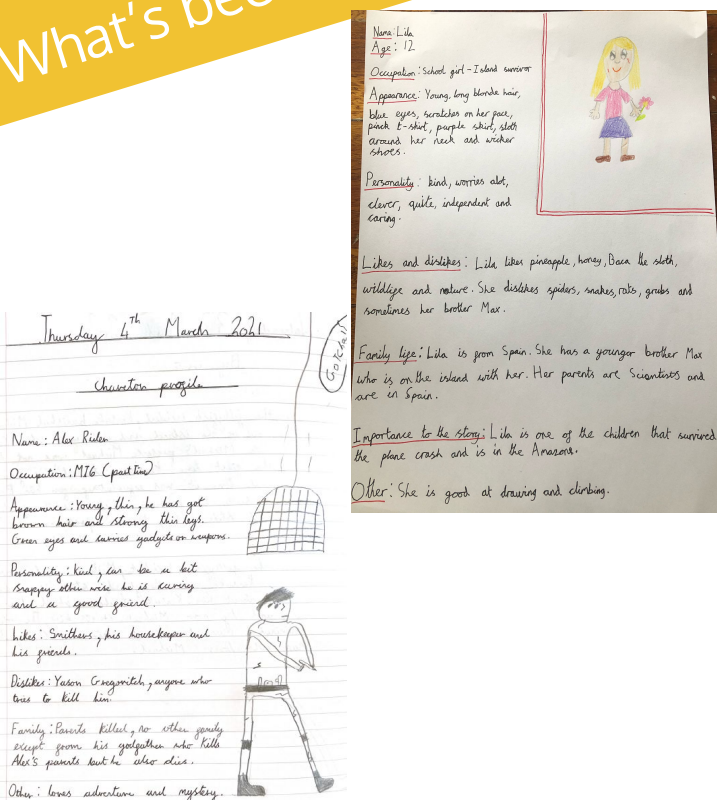 What's bec
Name: Lila
Age: 12
Occupation: School girl - Island survivor
Appearance: Young, long blonde hair,
blue eyes, scratches on her face,
pinck t-shirt, purple skirt, sloth
around her neck and wicker
shoes.
Personality: kind, worries alot,
clever, quite, independent and
caring.
Likes and dislikes: Lila likes pineapple, honey, Baca the sloth,
wildlife and nature. She dislikes spiders, snakes, rats, grubs and
sometimes her brother Max.
Family life: Lila is from Spain. She has a younger brother Max
who is on the island with her. Her parents are Scientists and
are in Spain.
Importance to the story: Lila is one of the children that survived
the plane crash and is in the Amazons.
Other: She is good at drawing and climbing.
Thursday 4th March 2021
Gotcha!!
charecton profile
Name: Alex Rider
Occupation: MI6 (part time)
Appearance: Young, thin, he has got
brown hair and strong thin legs.
Green eyes and carries gadgets or weapons.
Personality: kind, can be a bit
snappy other wise he is caring
and a good friend.
Likes: Smithers, his housekeeper and
his friends.
Dislikes: Yason Gregovitch, anyone who
tries to kill him.
Family: Parents killed, no other family
except from his godfather who kills
Alex's parents but he also dies.
Other: loves adventure and mystery.